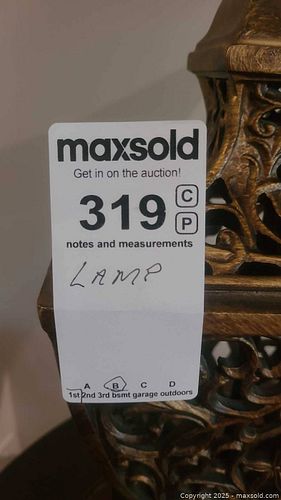 maxsold
Get in on the auction!
319 C
P
notes and measurements
LAMP
A B C D
1st 2nd 3rd bsmt garage outdoors
Copyright 2025 - maxsold.com